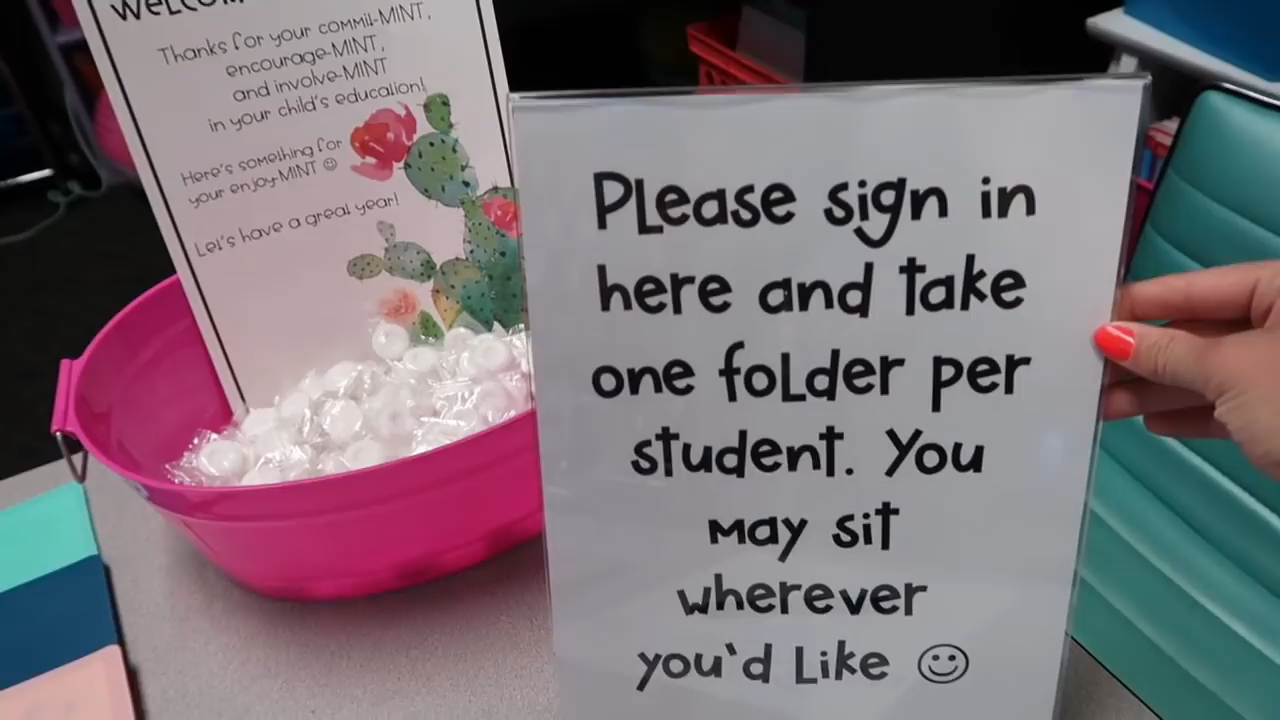 WELCOM
Thanks for your commit-MINT,
encourage-MINT,
and involve-MINT
in your child's education!
Here's something for
your enjoy-MINT ☺
Let's have a great year!
Please sign in
here and take
one folder per
student. You
may sit
wherever
you'd like ☺